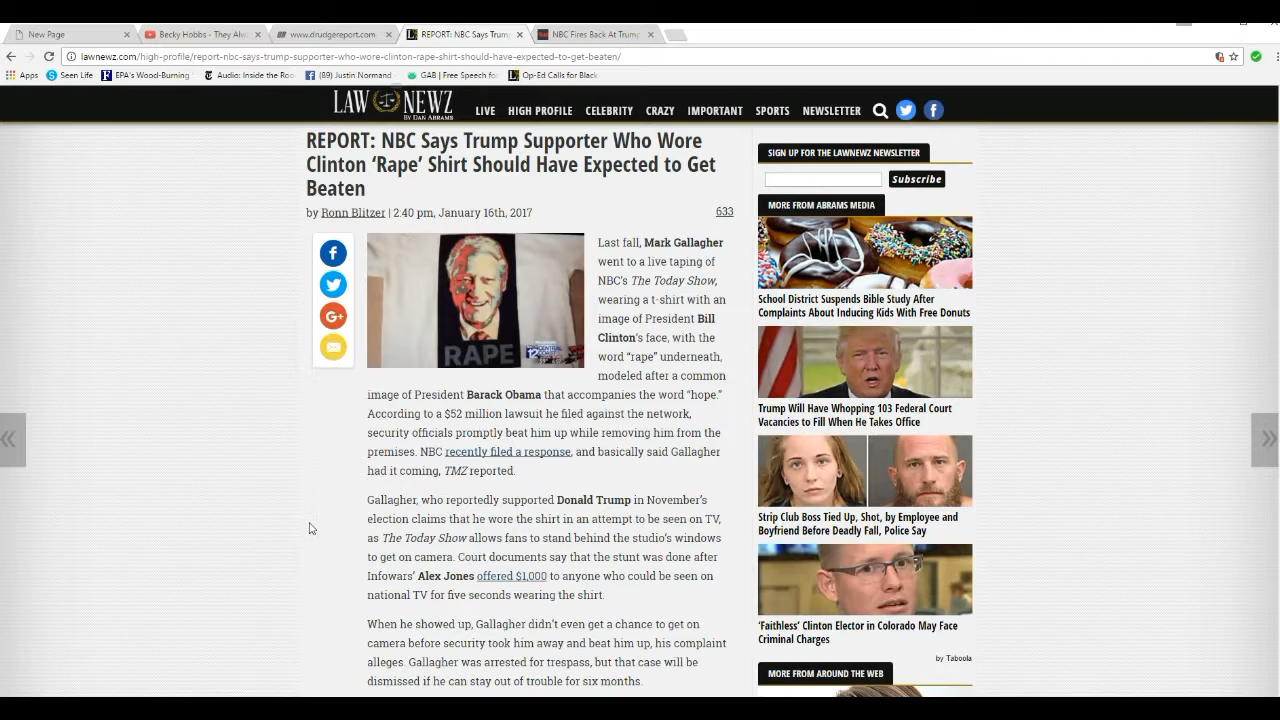 New Page
Becky Hobbs - They Alw
www.drudgereport.com
REPORT: NBC Says Trum
NBC Fires Back At Trump
lawnewz.com/high-profile/report-nbc-says-trump-supporter-who-wore-clinton-rape-shirt-should-have-expected-to-get-beaten/
Apps
Seen Life
EPA's Wood-Burning
Audio: Inside the Ro
(89) Justin Normand
GAB | Free Speech fo
Op-Ed Calls for Black
LAW NEWZ
BY DAN ABRAMS
LIVE HIGH PROFILE CELEBRITY CRAZY IMPORTANT SPORTS NEWSLETTER
REPORT: NBC Says Trump Supporter Who Wore
Clinton ‘Rape’ Shirt Should Have Expected to Get
Beaten
by Ronn Blitzer | 2:40 pm, January 16th, 2017
633
RAPE
12
Last fall, Mark Gallagher
went to a live taping of
NBC's The Today Show,
wearing a t-shirt with an
image of President Bill
Clinton's face, with the
word “rape” underneath,
modeled after a common
image of President Barack Obama that accompanies the word “hope.”
According to a $52 million lawsuit he filed against the network,
security officials promptly beat him up while removing him from the
premises. NBC recently filed a response, and basically said Gallagher
had it coming, TMZ reported.
Gallagher, who reportedly supported Donald Trump in November's
election claims that he wore the shirt in an attempt to be seen on TV,
as The Today Show allows fans to stand behind the studio's windows
to get on camera. Court documents say that the stunt was done after
Infowars' Alex Jones offered $1,000 to anyone who could be seen on
national TV for five seconds wearing the shirt.
When he showed up, Gallagher didn't even get a chance to get on
camera before security took him away and beat him up, his complaint
alleges. Gallagher was arrested for trespass, but that case will be
dismissed if he can stay out of trouble for six months.
SIGN UP FOR THE LAWNEWZ NEWSLETTER
Subscribe
MORE FROM ABRAMS MEDIA
School District Suspends Bible Study After
Complaints About Inducing Kids With Free Donuts
Trump Will Have Whopping 103 Federal Court
Vacancies to Fill When He Takes Office
Strip Club Boss Tied Up, Shot, by Employee and
Boyfriend Before Deadly Fall, Police Say
‘Faithless’ Clinton Elector in Colorado May Face
Criminal Charges
by Taboola
MORE FROM AROUND THE WEB